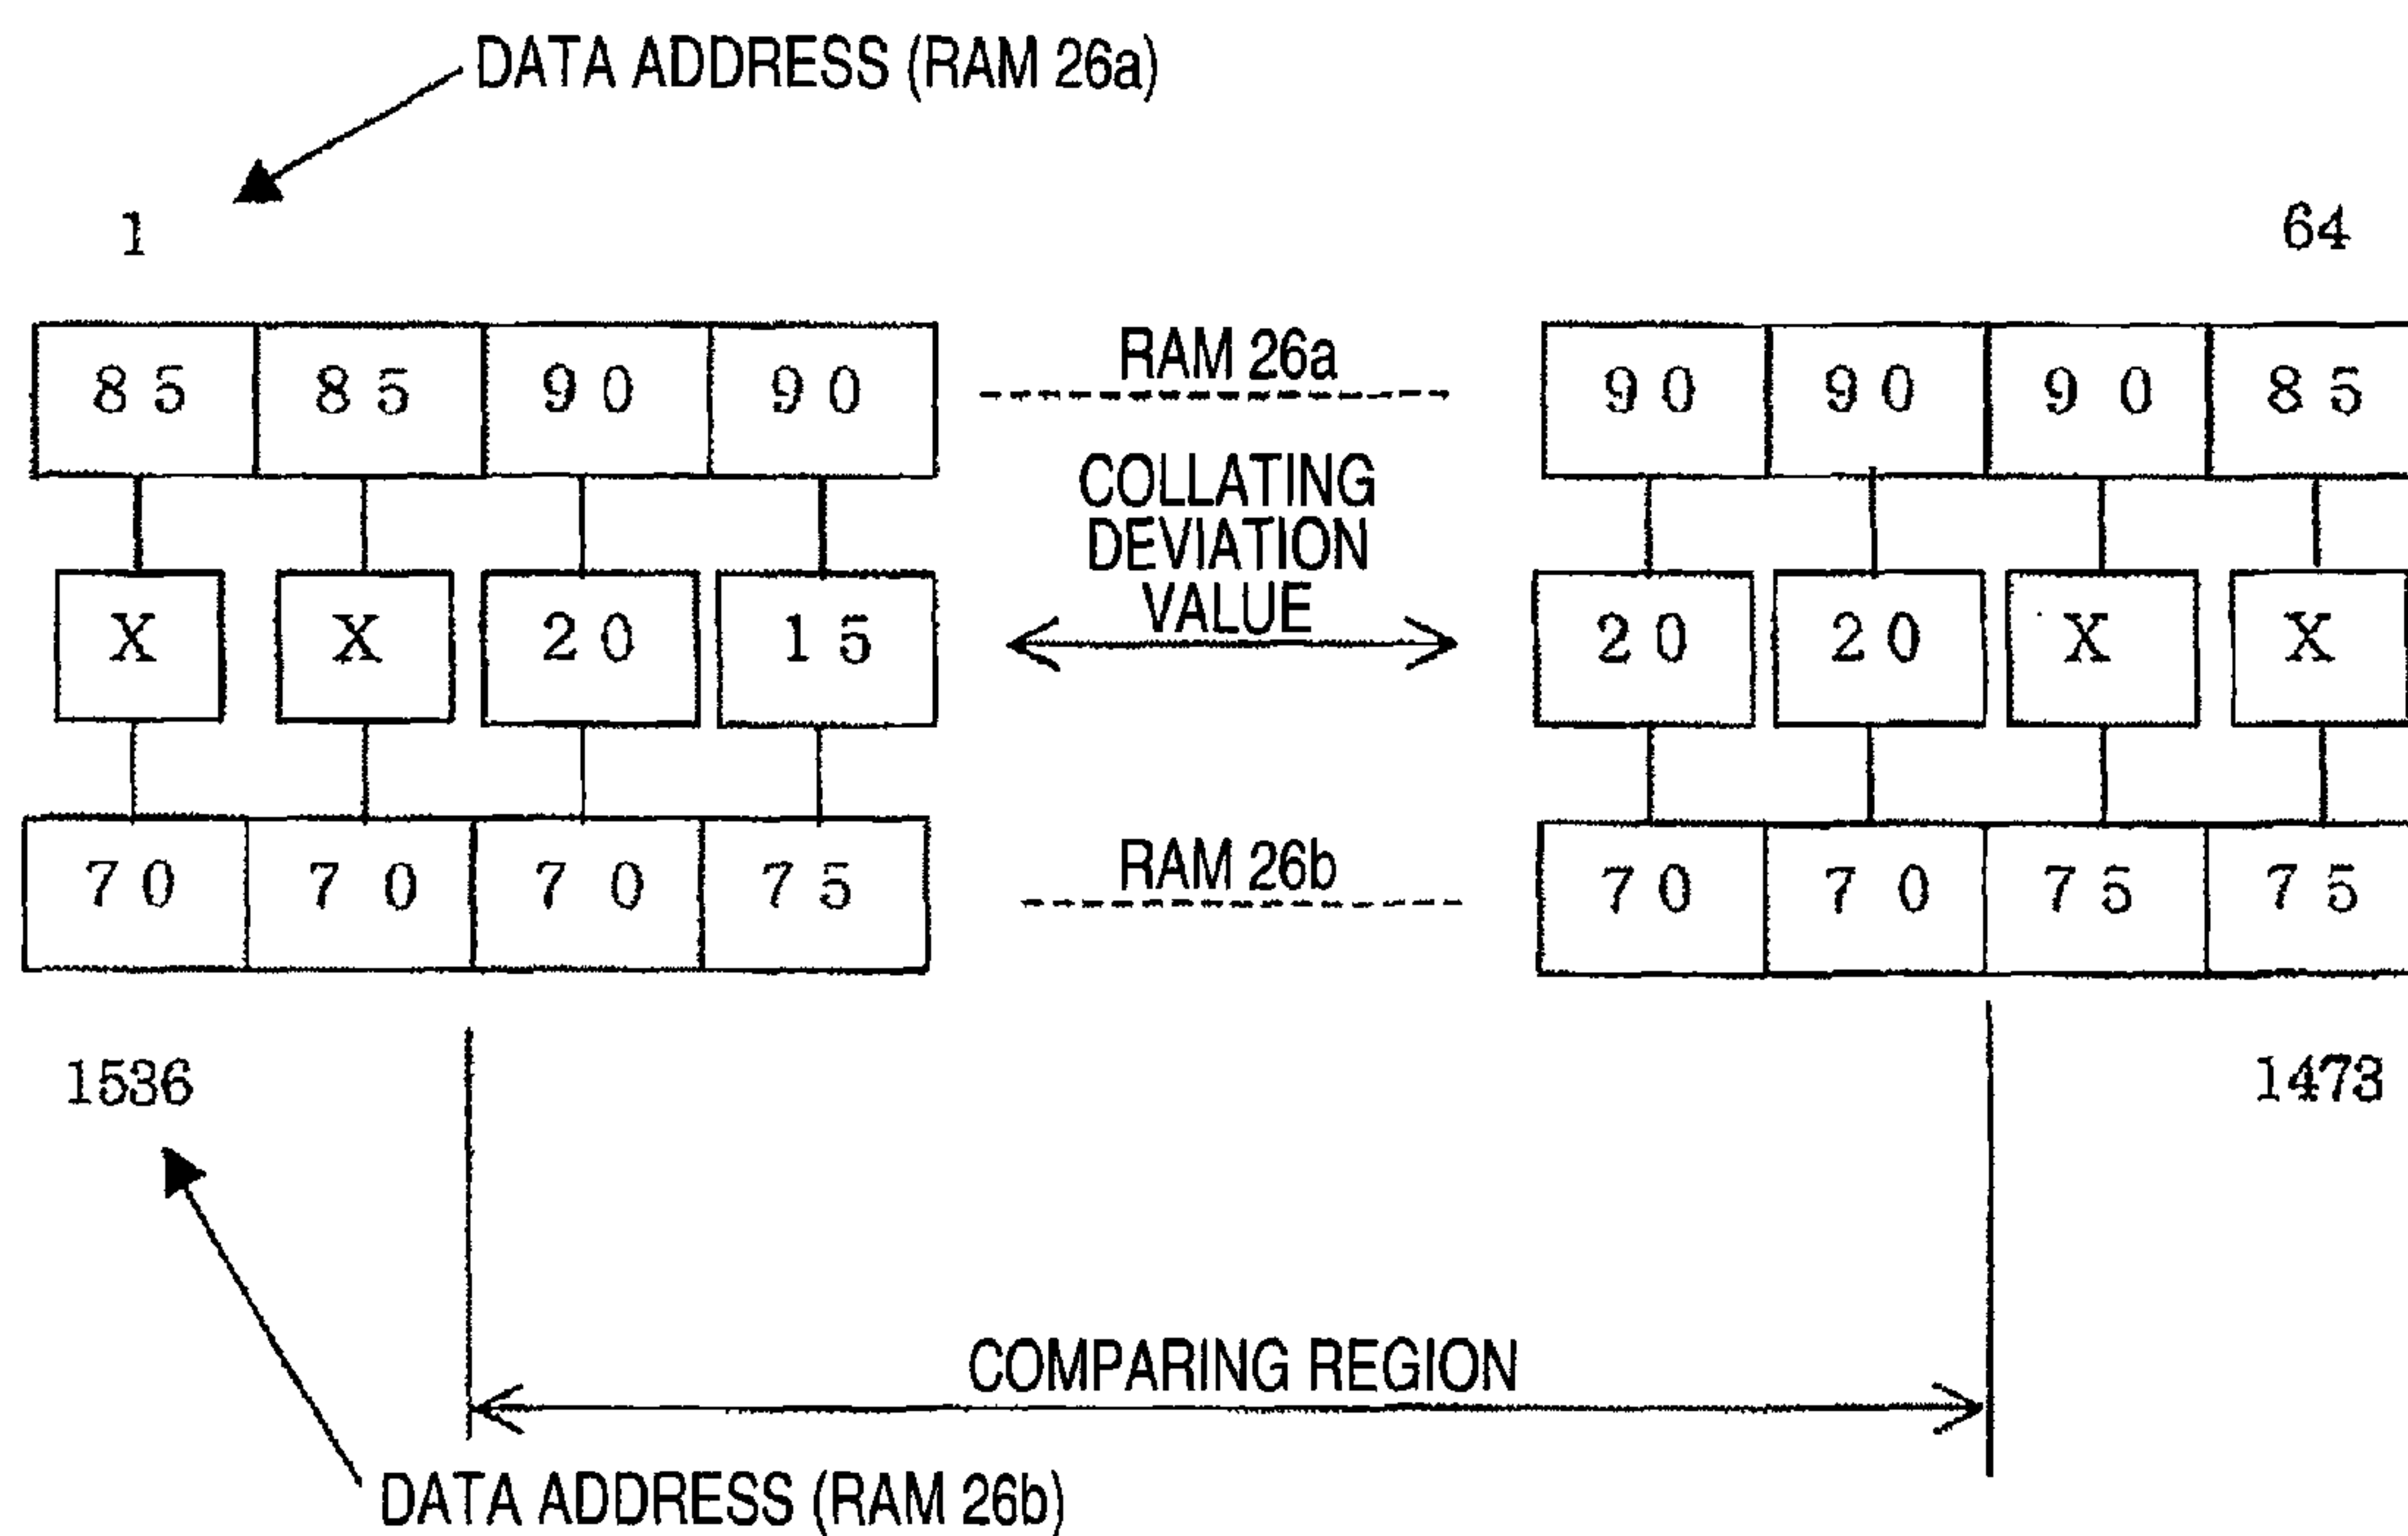 DATA ADDRESS (RAM 26a)
1 64
85 85 90 90 RAM 26a 90 90 90 85
COLLATING
DEVIATION
VALUE
X X 20 15 20 20 X X
70 70 70 75 RAM 26b 70 70 75 75
1536 1473
COMPARING REGION
DATA ADDRESS (RAM 26b)